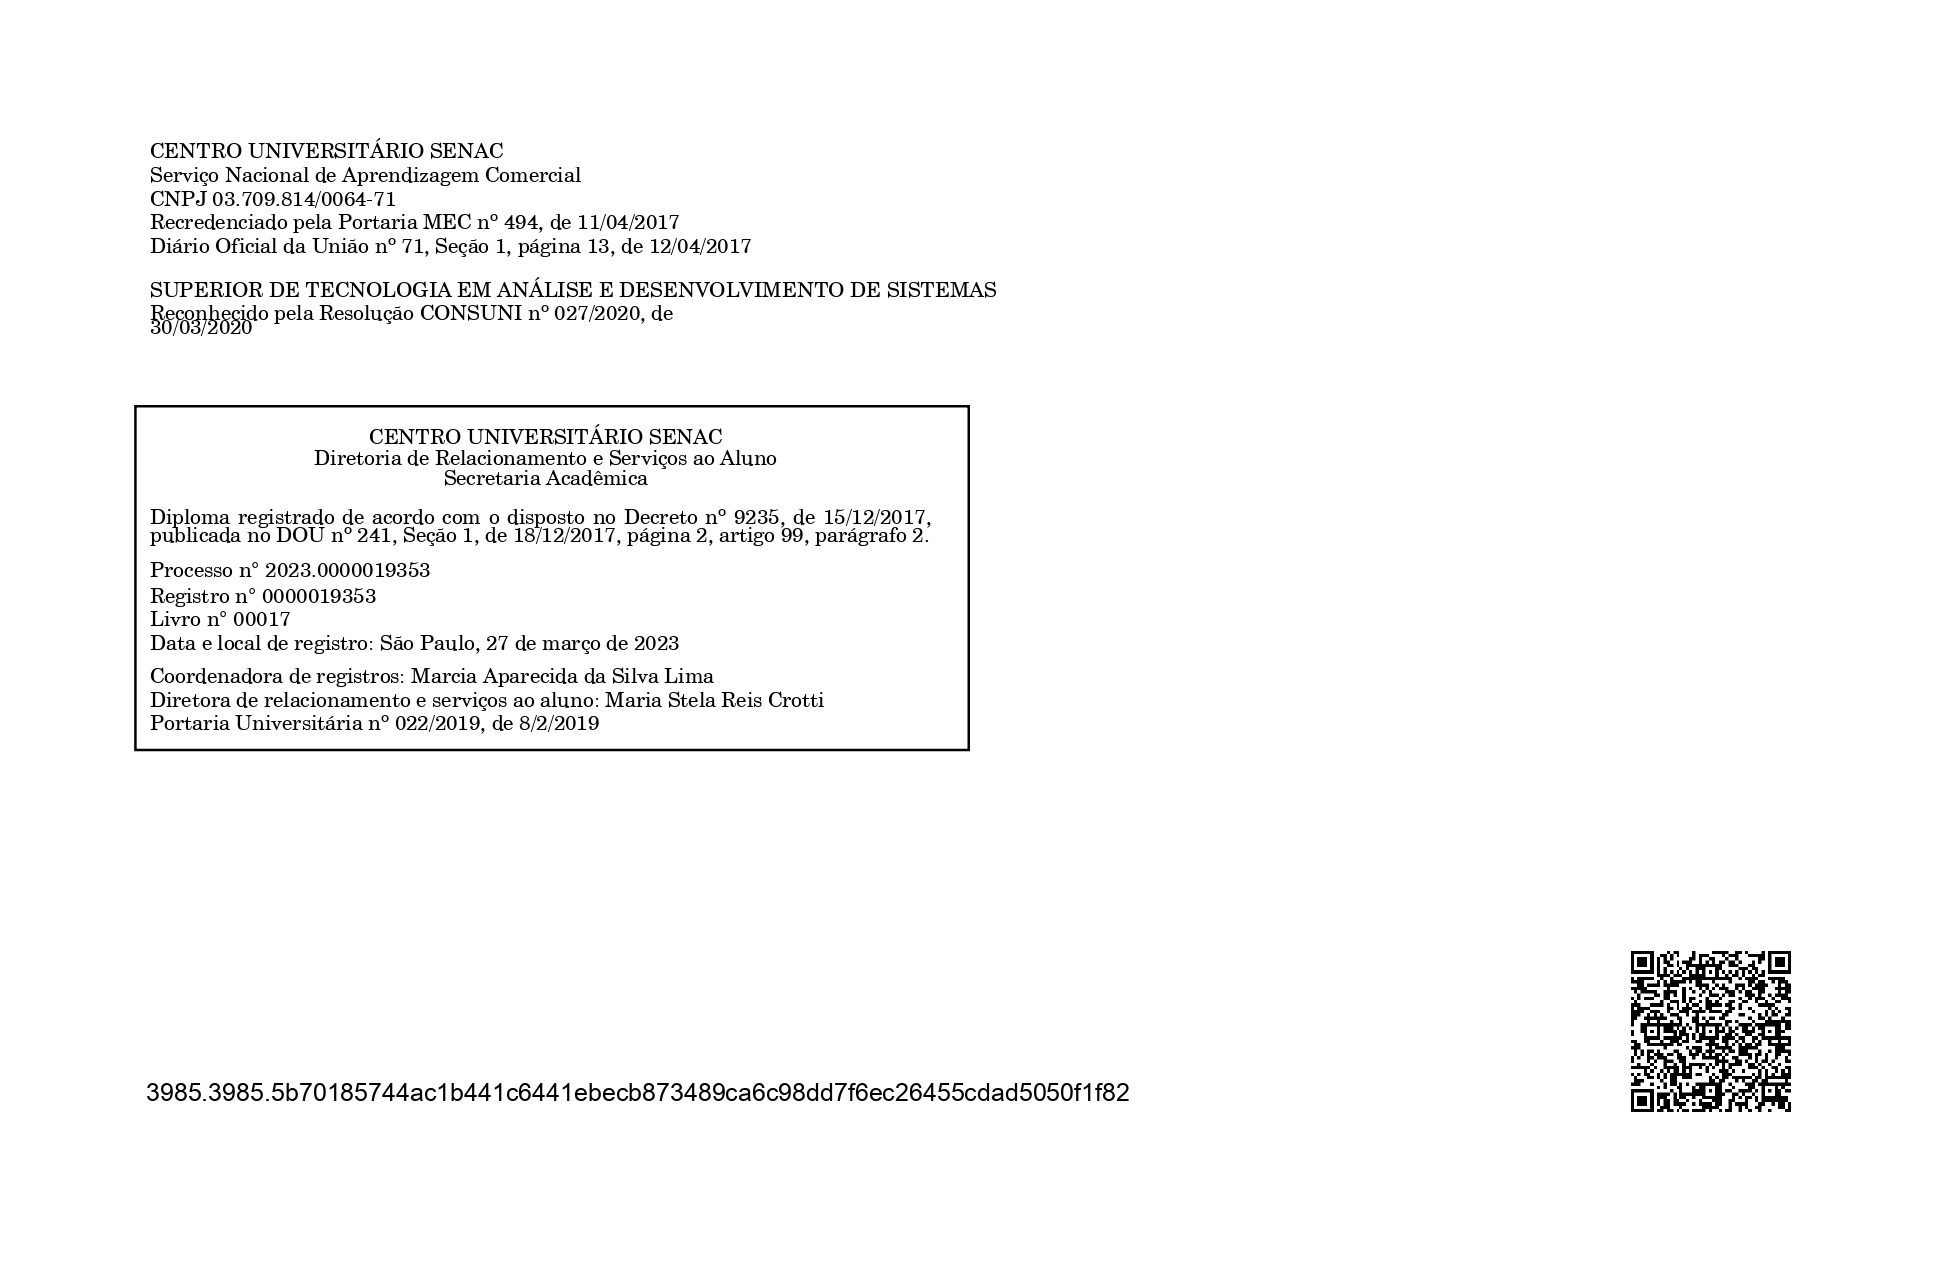 CENTRO UNIVERSITÁRIO SENAC
Serviço Nacional de Aprendizagem Comercial
CNPJ 03.709.814/0064-71
Recredenciado pela Portaria MEC nº 494, de 11/04/2017
Diário Oficial da União nº 71, Seção 1, página 13, de 12/04/2017
SUPERIOR DE TECNOLOGIA EM ANÁLISE E DESENVOLVIMENTO DE SISTEMAS
Reconhecido pela Resolução CONSUNI nº 027/2020, de
30/03/2020
CENTRO UNIVERSITÁRIO SENAC
Diretoria de Relacionamento e Serviços ao Aluno
Secretaria Acadêmica
Diploma registrado de acordo com o disposto no Decreto nº 9235, de 15/12/2017,
publicada no DOU nº 241, Seção 1, de 18/12/2017, página 2, artigo 99, parágrafo 2.
Processo n° 2023.0000019353
Registro n° 0000019353
Livro n° 00017
Data e local de registro: São Paulo, 27 de março de 2023
Coordenadora de registros: Marcia Aparecida da Silva Lima
Diretora de relacionamento e serviços ao aluno: Maria Stela Reis Crotti
Portaria Universitária nº 022/2019, de 8/2/2019
3985.3985.5b70185744ac1b441c6441ebecb873489ca6c98dd7f6ec26455cdad5050f1f82